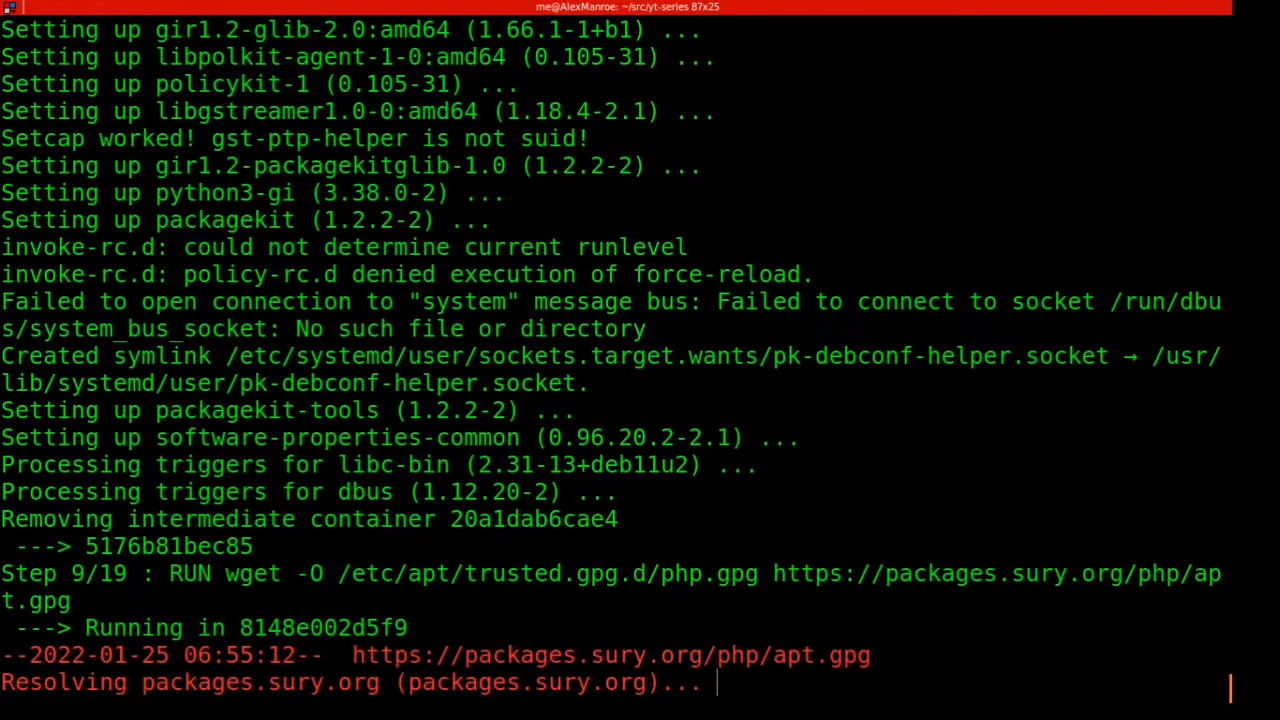 me@AlexManroe: ~/src/yt-series 87x25
Setting up gir1.2-glib-2.0:amd64 (1.66.1-1+b1) ...
Setting up libpolkit-agent-1-0:amd64 (0.105-31) ...
Setting up policykit-1 (0.105-31) ...
Setting up libgstreamer1.0-0:amd64 (1.18.4-2.1) ...
Setcap worked! gst-ptp-helper is not suid!
Setting up gir1.2-packagekitglib-1.0 (1.2.2-2) ...
Setting up python3-gi (3.38.0-2) ...
Setting up packagekit (1.2.2-2) ...
invoke-rc.d: could not determine current runlevel
invoke-rc.d: policy-rc.d denied execution of force-reload.
Failed to open connection to "system" message bus: Failed to connect to socket /run/dbu
s/system_bus_socket: No such file or directory
Created symlink /etc/systemd/user/sockets.target.wants/pk-debconf-helper.socket → /usr/
lib/systemd/user/pk-debconf-helper.socket.
Setting up packagekit-tools (1.2.2-2) ...
Setting up software-properties-common (0.96.20.2-2.1) ...
Processing triggers for libc-bin (2.31-13+deb11u2) ...
Processing triggers for dbus (1.12.20-2) ...
Removing intermediate container 20a1dab6cae4
 ---> 5176b81bec85
Step 9/19 : RUN wget -O /etc/apt/trusted.gpg.d/php.gpg https://packages.sury.org/php/ap
t.gpg
 ---> Running in 8148e002d5f9
--2022-01-25 06:55:12--  https://packages.sury.org/php/apt.gpg
Resolving packages.sury.org (packages.sury.org)...